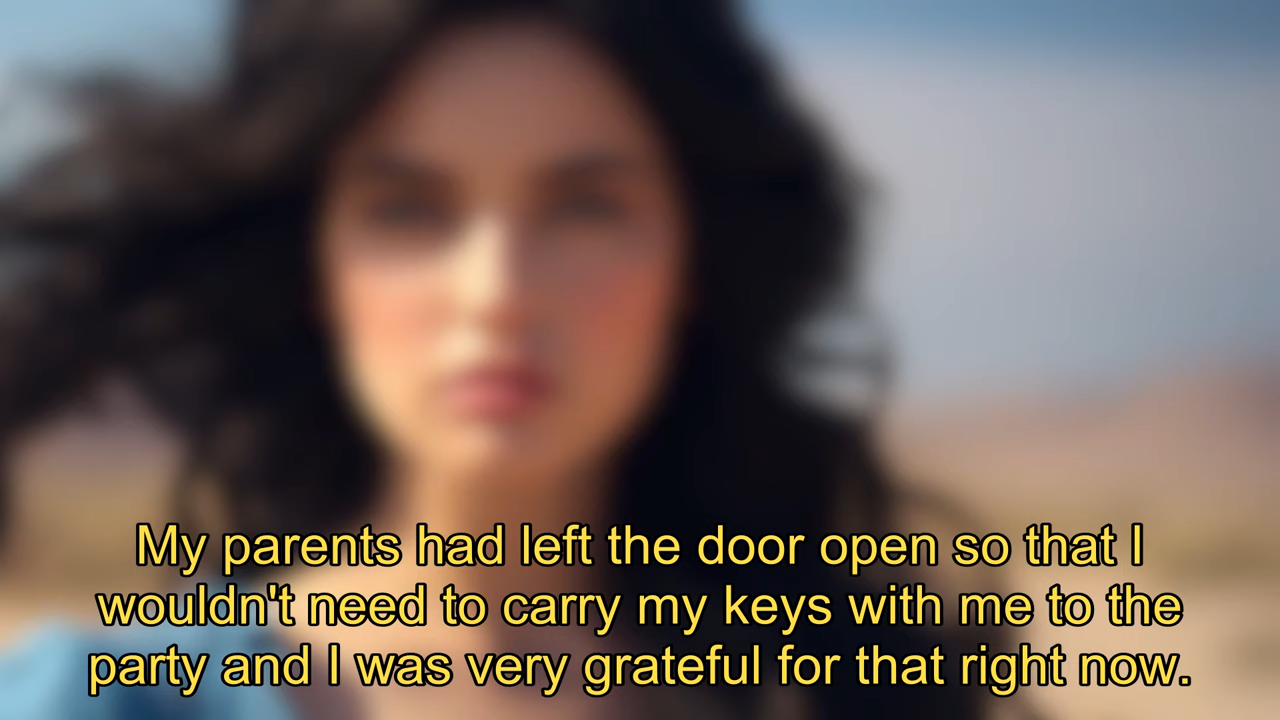 My parents had left the door open so that I
wouldn't need to carry my keys with me to the
party and I was very grateful for that right now.